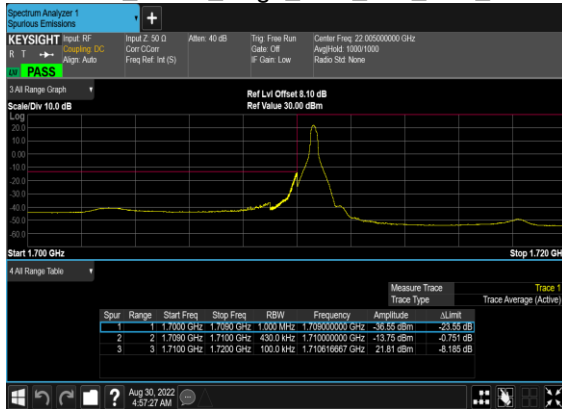 Spectrum Analyzer 1
Spurious Emissions
+
KEYSIGHT Input: RF Input Z: 50 Ω Atten: 40 dB Trig: Free Run Center Freq: 22.005000000 GHz
R T Coupling: DC Corr CCorr Gate: Off Avg|Hold: 1000/1000
Align: Auto Freq Ref: Int (S) IF Gain: Low Radio Std: None
LV PASS
3 All Range Graph Ref Lvl Offset 8.10 dB
Scale/Div 10.0 dB Ref Value 30.00 dBm
Log
20.0
10.0
0.00
-10.0
-20.0
-30.0
-40.0
-50.0
-60.0
Start 1.700 GHz Stop 1.720 GH
4 All Range Table
Measure Trace Trace 1
Trace Type Trace Average (Active)
Spur Range Start Freq Stop Freq RBW Frequency Amplitude ΔLimit
1 1 1.7000 GHz 1.7090 GHz 1.000 MHz 1.709000000 GHz -36.55 dBm -23.55 dB
2 2 1.7090 GHz 1.7100 GHz 430.0 kHz 1.710000000 GHz -13.75 dBm -0.751 dB
3 3 1.7100 GHz 1.7200 GHz 100.0 kHz 1.710616667 GHz 21.81 dBm -8.185 dB
? Aug 30, 2022
4:57:27 AM